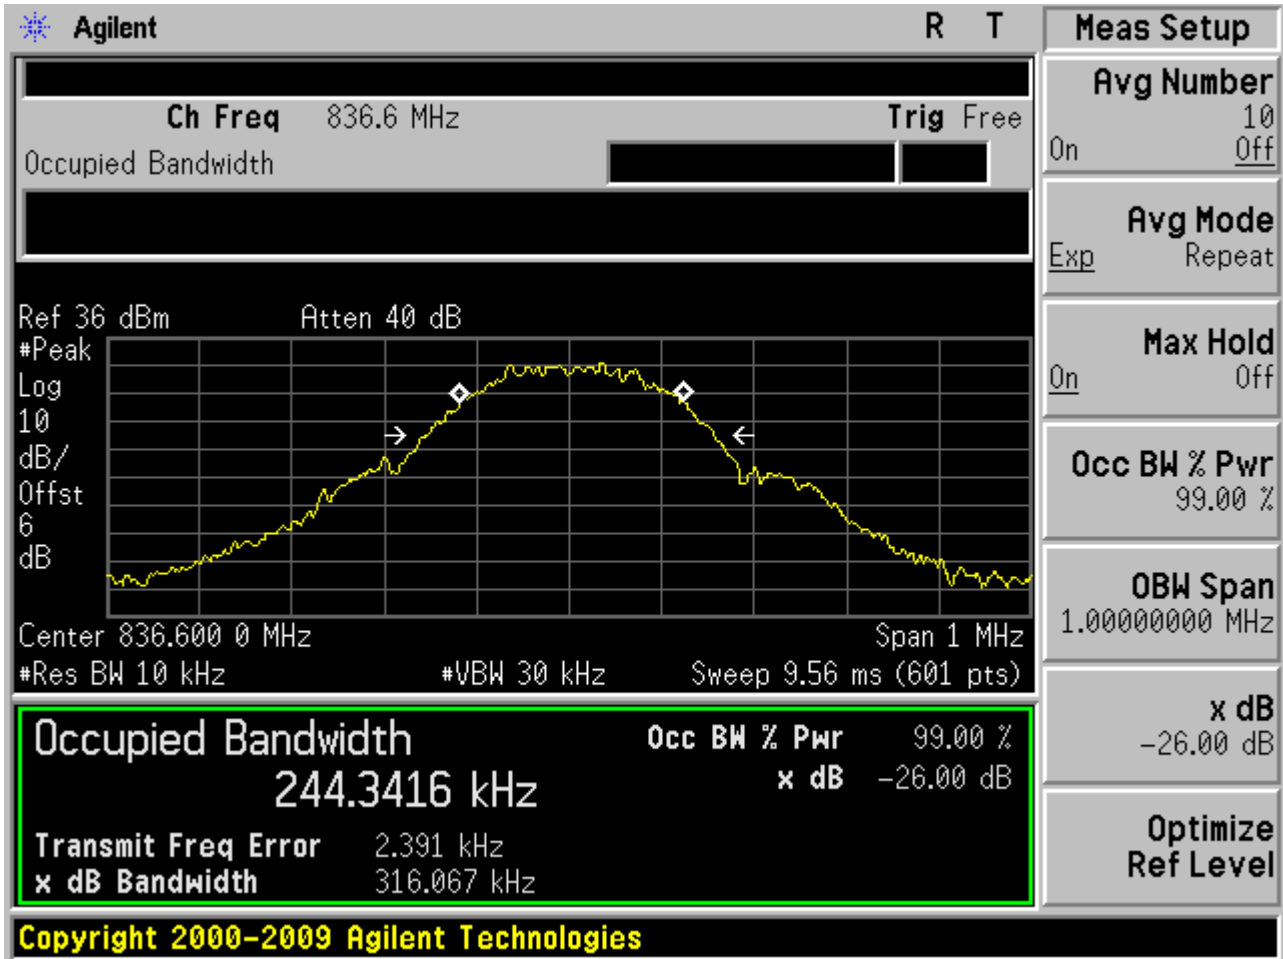 Agilent R T
Meas Setup
Ch Freq 836.6 MHz Trig Free
Occupied Bandwidth
Ref 36 dBm Atten 40 dB
#Peak
Log
10
dB/
Offst
6
dB
Center 836.600 0 MHz Span 1 MHz
#Res BW 10 kHz #VBW 30 kHz Sweep 9.56 ms (601 pts)
Occupied Bandwidth Occ BW % Pwr 99.00 %
244.3416 kHz x dB -26.00 dB
Transmit Freq Error 2.391 kHz
x dB Bandwidth 316.067 kHz
Avg Number
10
On Off
Avg Mode
Exp Repeat
Max Hold
On Off
Occ BW % Pwr
99.00 %
OBW Span
1.00000000 MHz
x dB
-26.00 dB
Optimize
Ref Level
Copyright 2000-2009 Agilent Technologies